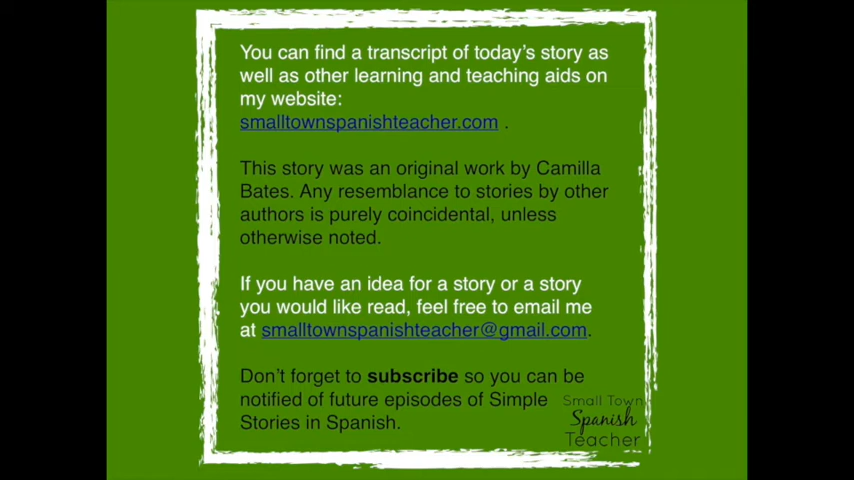 You can find a transcript of today's story as
well as other learning and teaching aids on
my website:
smalltownspanishteacher.com .
This story was an original work by Camilla
Bates. Any resemblance to stories by other
authors is purely coincidental, unless
otherwise noted.
If you have an idea for a story or a story
you would like read, feel free to email me
at smalltownspanishteacher@gmail.com.
Don't forget to subscribe so you can be
notified of future episodes of Simple
Stories in Spanish.
Small Town
Spanish
Teacher